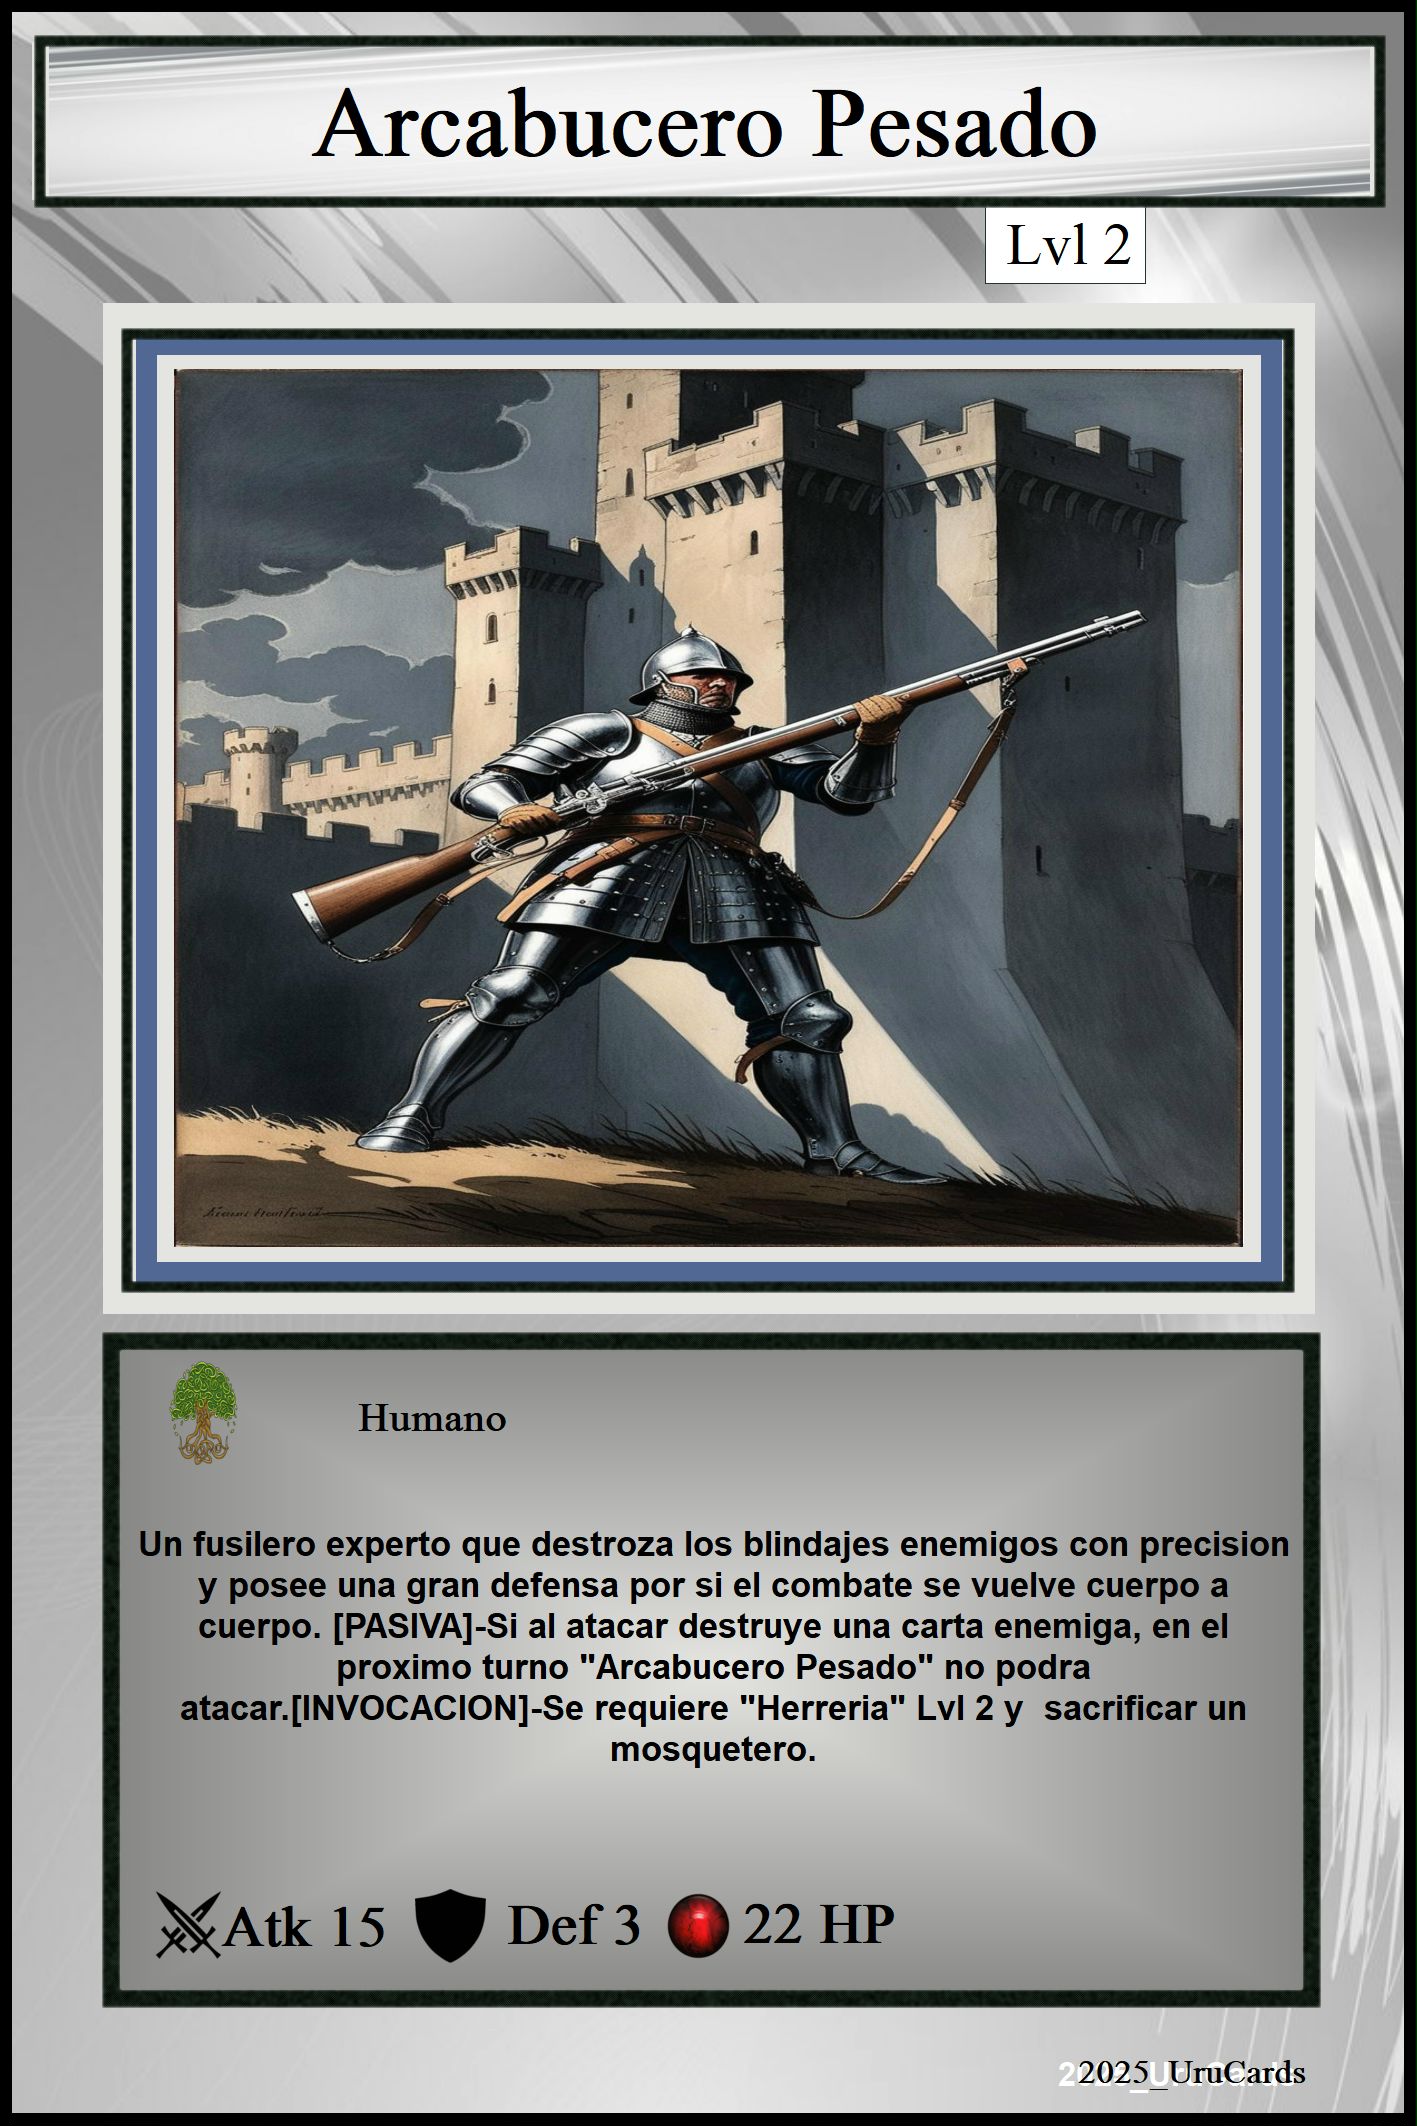 Arcabucero Pesado
Lvl 2
Humano
Un fusilero experto que destroza los blindajes enemigos con precision
y posee una gran defensa por si el combate se vuelve cuerpo a
cuerpo. [PASIVA]-Si al atacar destruye una carta enemiga, en el
proximo turno "Arcabucero Pesado" no podra
atacar.[INVOCACION]-Se requiere "Herreria" Lvl 2 y  sacrificar un
mosquetero.
Atk 15 Def 3 22 HP
2025_UruCards